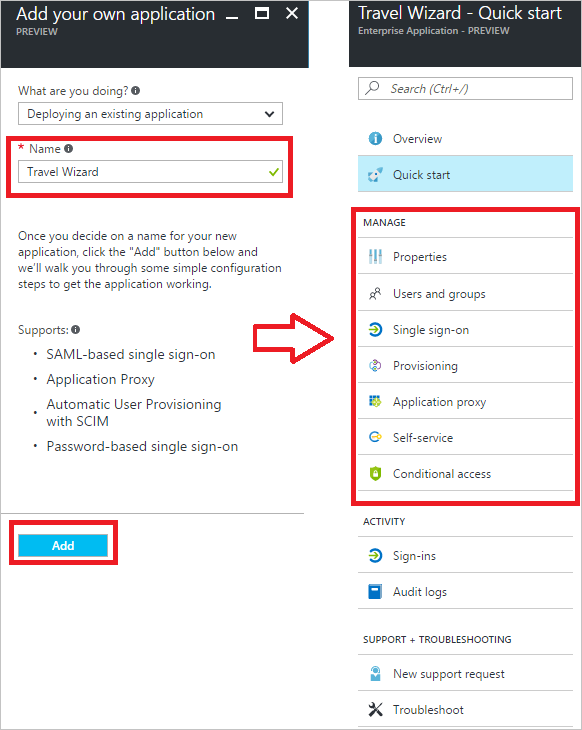 Add your own application
PREVIEW
What are you doing?
Deploying an existing application
* Name
Travel Wizard
Once you decide on a name for your new
application, click the "Add" button below and
we'll walk you through some simple configuration
steps to get the application working.
Supports:
• SAML-based single sign-on
• Application Proxy
• Automatic User Provisioning
with SCIM
• Password-based single sign-on
Add
Travel Wizard - Quick start
Enterprise Application - PREVIEW
Search (Ctrl+/)
Overview
Quick start
MANAGE
Properties
Users and groups
Single sign-on
Provisioning
Application proxy
Self-service
Conditional access
ACTIVITY
Sign-ins
Audit logs
SUPPORT + TROUBLESHOOTING
New support request
Troubleshoot